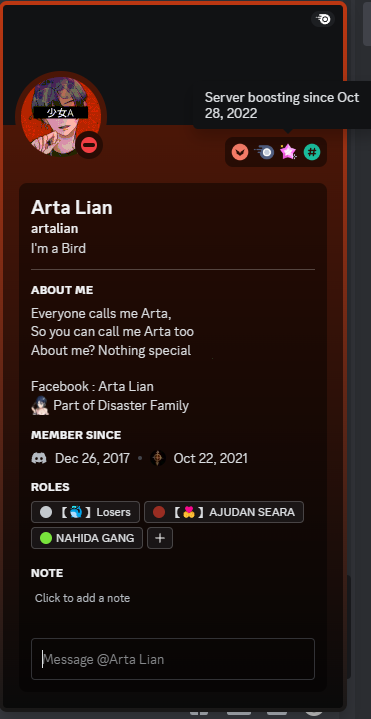 Server boosting since Oct
28, 2022
少女A
Arta Lian
artalian
I'm a Bird
ABOUT ME
Everyone calls me Arta,
So you can call me Arta too
About me? Nothing special
Facebook : Arta Lian
Part of Disaster Family
MEMBER SINCE
Dec 26, 2017 • Oct 22, 2021
ROLES
【🥶】Losers 【💝】AJUDAN SEARA
NAHIDA GANG +
NOTE
Click to add a note
Message @Arta Lian